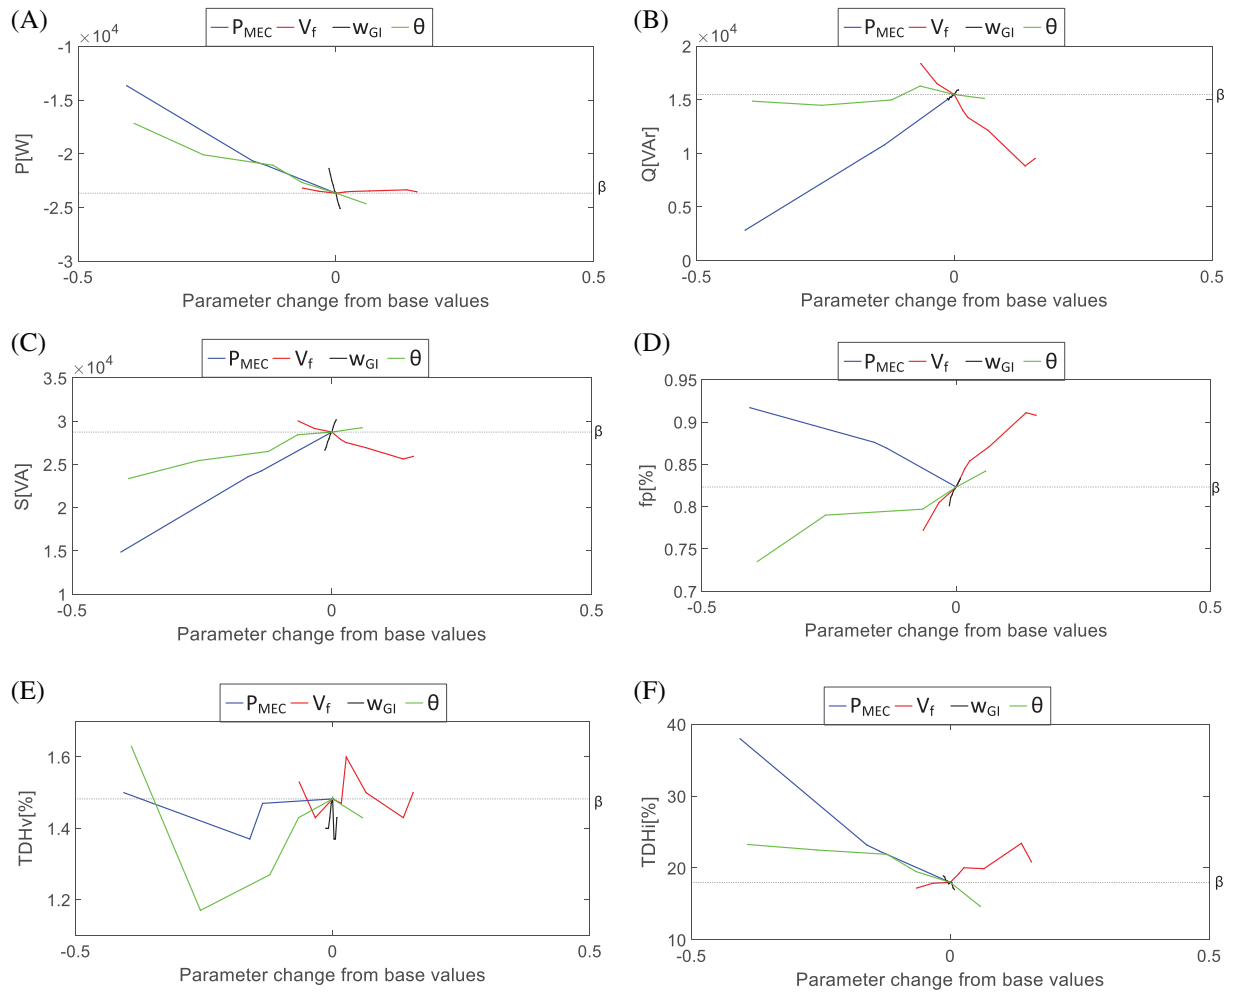 (A)
P_MEC V_f w_GI θ
×10^4
-1
-1.5
-2
-2.5
-3
P[W]
β
-0.5 0 0.5
Parameter change from base values
(B)
P_MEC V_f w_GI θ
×10^4
2
1.5
1
0.5
0
Q[VAr]
β
-0.5 0 0.5
Parameter change from base values
(C)
P_MEC V_f w_GI θ
×10^4
3.5
3
2.5
2
1.5
1
S[VA]
β
-0.5 0 0.5
Parameter change from base values
(D)
P_MEC V_f w_GI θ
0.95
0.9
0.85
0.8
0.75
0.7
fp[%]
β
-0.5 0 0.5
Parameter change from base values
(E)
P_MEC V_f w_GI θ
1.6
1.4
1.2
TDHv[%]
β
-0.5 0 0.5
Parameter change from base values
(F)
P_MEC V_f w_GI θ
40
30
20
10
TDHi[%]
β
-0.5 0 0.5
Parameter change from base values